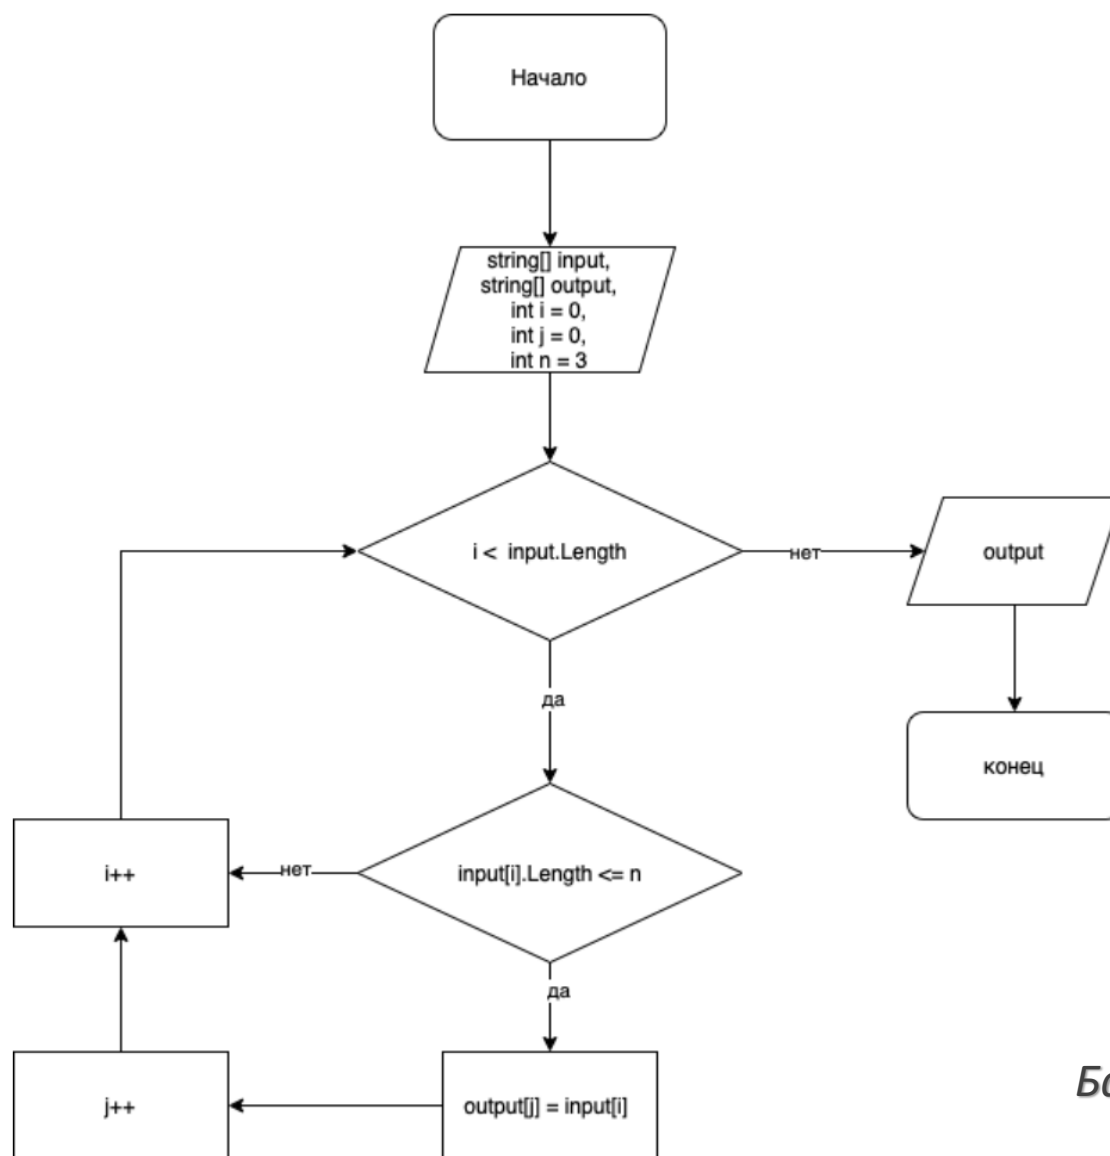 Начало
string[] input,
string[] output,
int i = 0,
int j = 0,
int n = 3
i < input.Length
нет
output
да
конец
input[i].Length <= n
нет
i++
да
output[j] = input[i]
j++